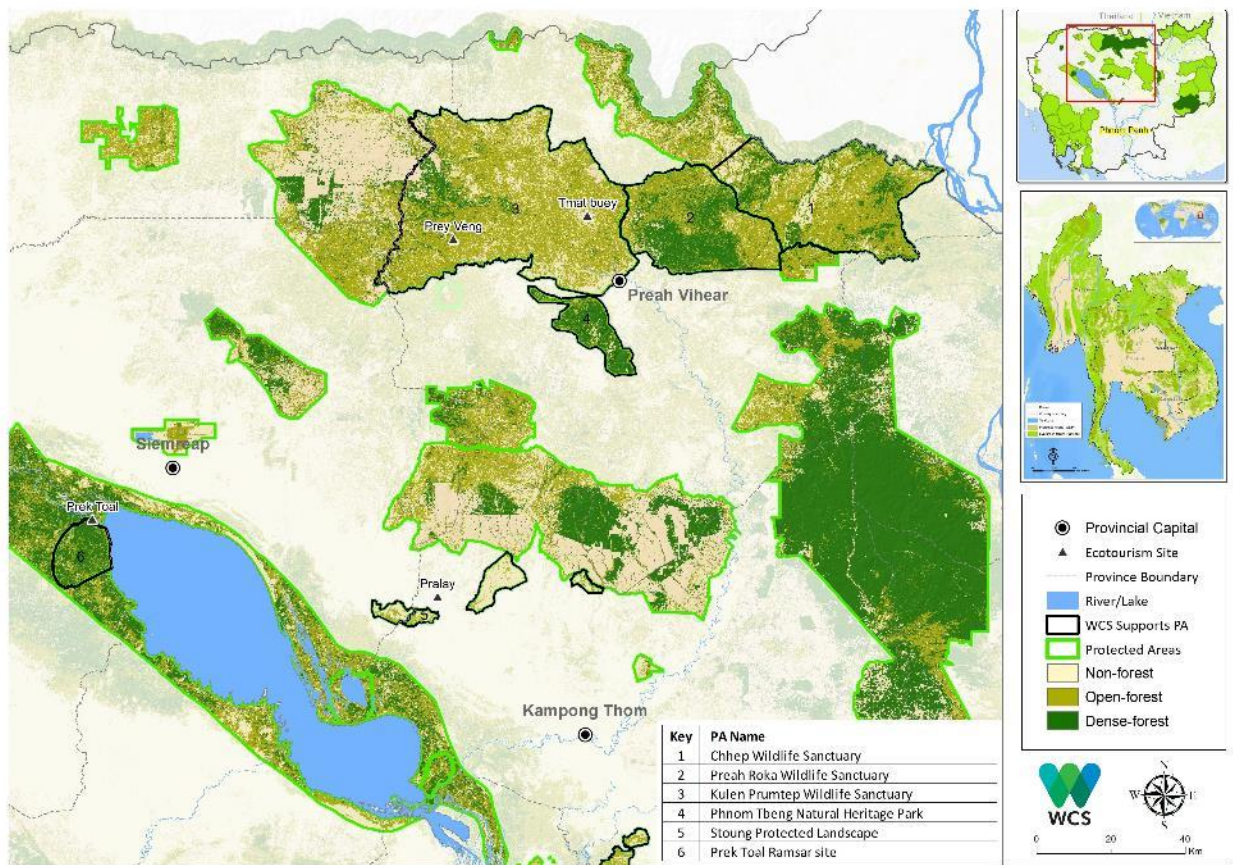 Thailand
Vietnam
Phnom Penh
3
Tmat buey
2
1
Prey Veng
Preah Vihear
4
Siemreap
Prek Toal
6
Pralay
5
Kampong Thom
Key PA Name
1 Chhep Wildlife Sanctuary
2 Preah Roka Wildlife Sanctuary
3 Kulen Prumtep Wildlife Sanctuary
4 Phnom Tbeng Natural Heritage Park
5 Stoung Protected Landscape
6 Prek Toal Ramsar site
Provincial Capital
Ecotourism Site
Province Boundary
River/Lake
WCS Supports PA
Protected Areas
Non-forest
Open-forest
Dense-forest
WCS
N
W E
S
0 20 40
Km